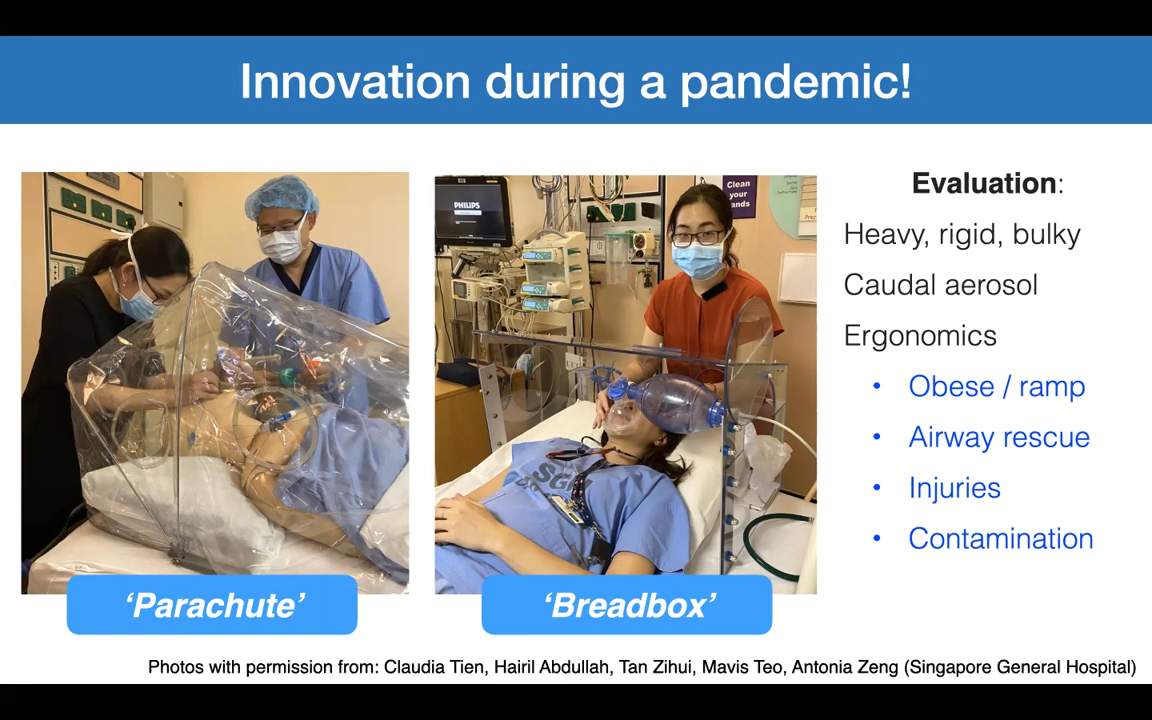 Innovation during a pandemic!
PHILIPS
Clean
your
SGH
Evaluation:
Heavy, rigid, bulky
Caudal aerosol
Ergonomics
• Obese / ramp
• Airway rescue
• Injuries
• Contamination
‘Parachute’
‘Breadbox’
Photos with permission from: Claudia Tien, Hairil Abdullah, Tan Zihui, Mavis Teo, Antonia Zeng (Singapore General Hospital)